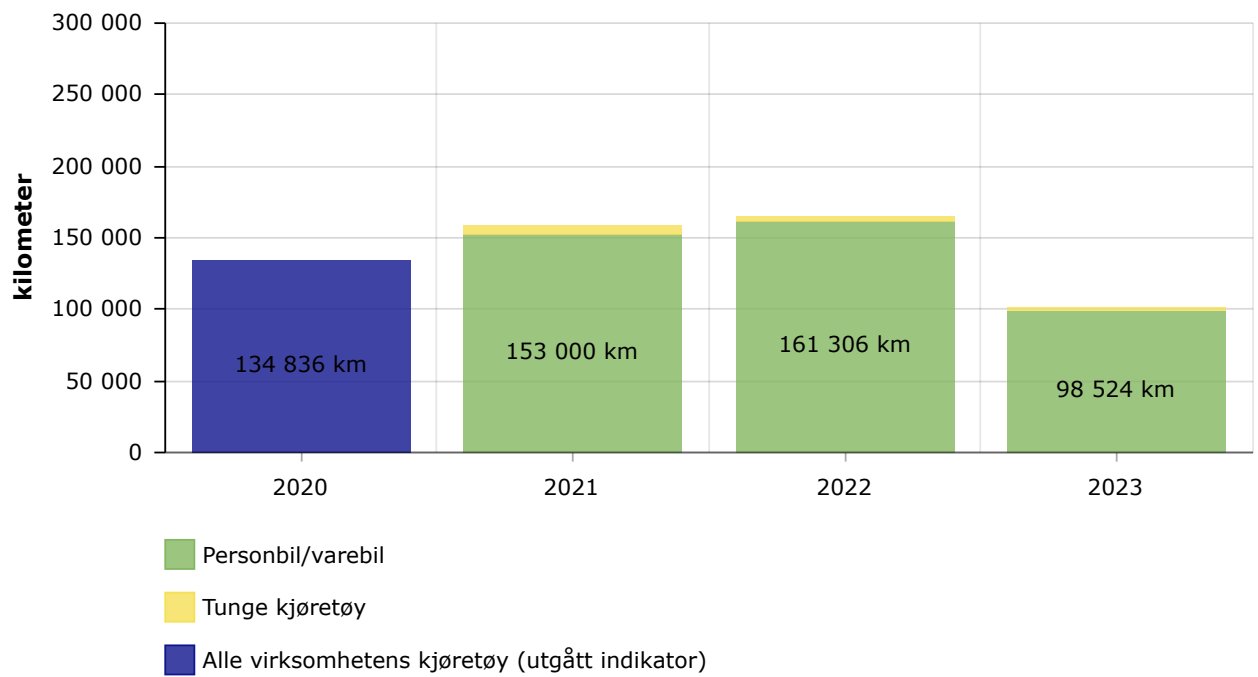 300 000
250 000
200 000
150 000
100 000
50 000
0
kilometer
134 836 km
153 000 km
161 306 km
98 524 km
2020
2021
2022
2023
Personbil/varebil
Tunge kjøretøy
Alle virksomhetens kjøretøy (utgått indikator)